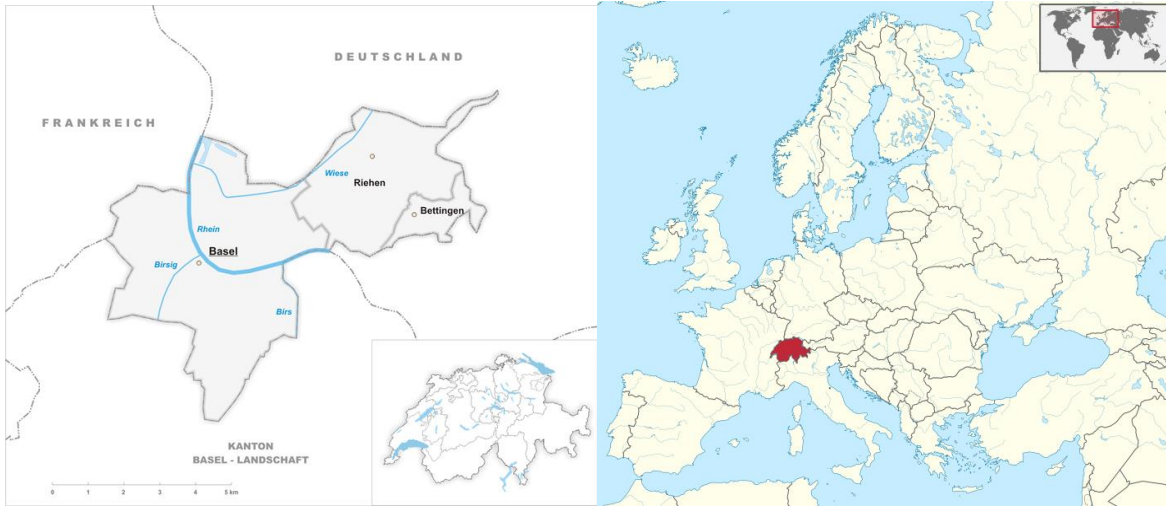 DEUTSCHLAND
FRANKREICH
Wiese
Riehen
Bettingen
Rhein
Basel
Birsig
Birs
KANTON
BASEL - LANDSCHAFT
0 1 2 3 4 5 km